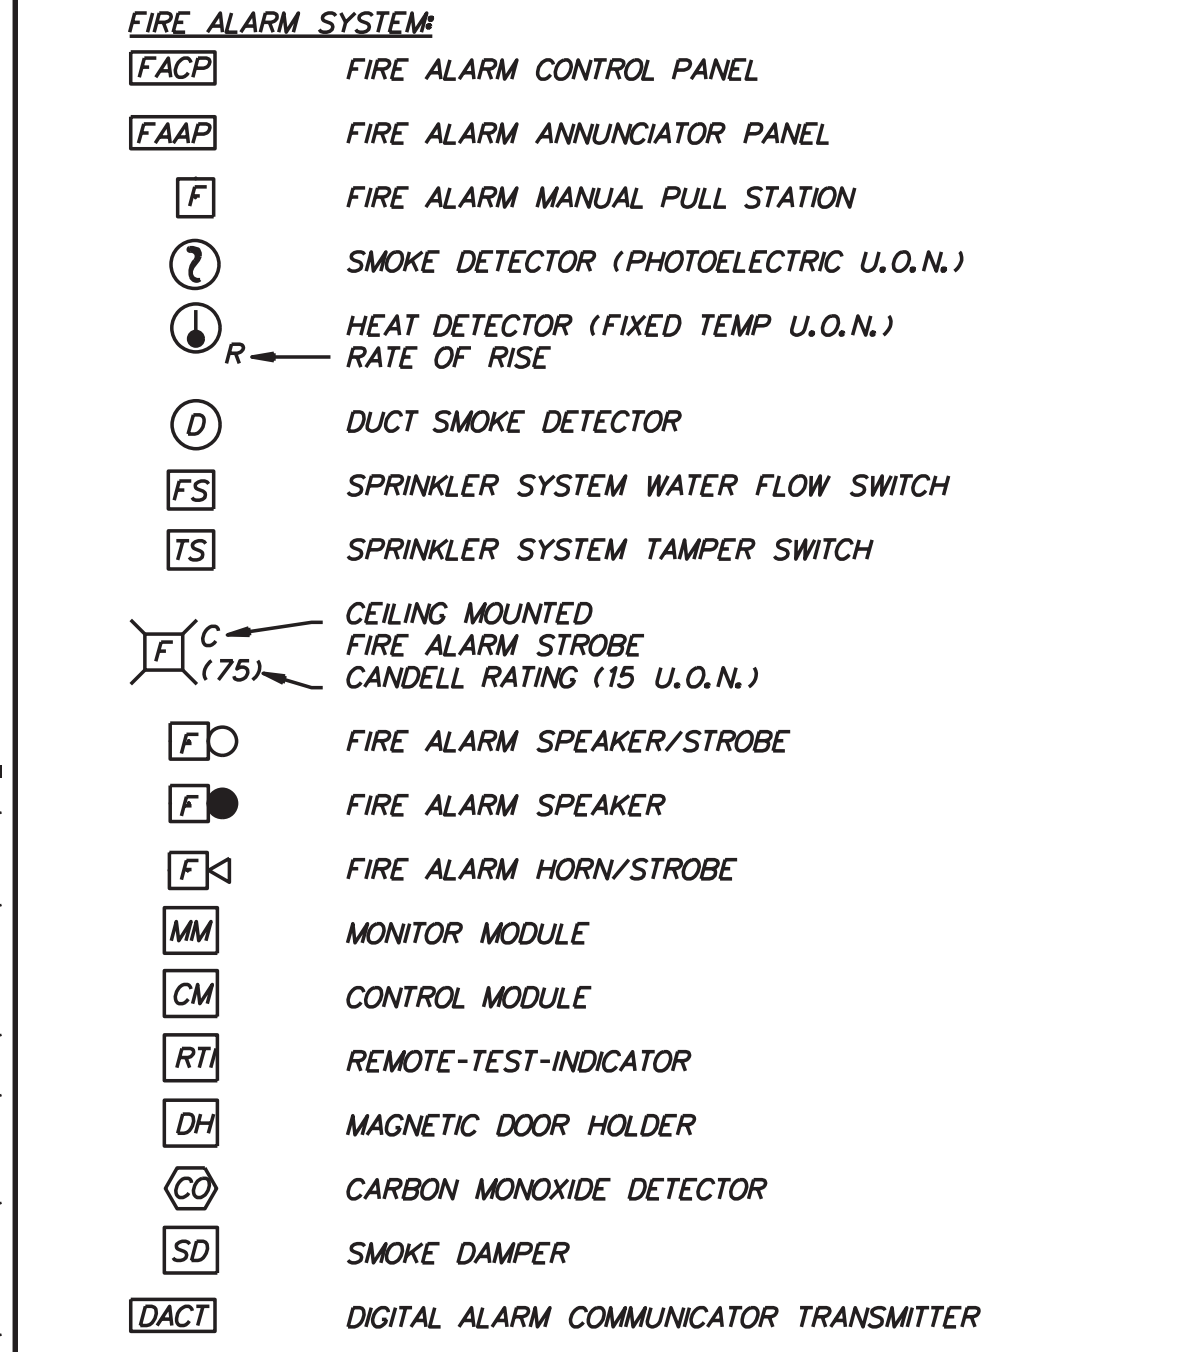 FIRE ALARM SYSTEM:
FACP FIRE ALARM CONTROL PANEL
FAAP FIRE ALARM ANNUNCIATOR PANEL
F FIRE ALARM MANUAL PULL STATION
SMOKE DETECTOR (PHOTOELECTRIC U.O.N.)
HEAT DETECTOR (FIXED TEMP U.O.N.)
R RATE OF RISE
D DUCT SMOKE DETECTOR
FS SPRINKLER SYSTEM WATER FLOW SWITCH
TS SPRINKLER SYSTEM TAMPER SWITCH
C CEILING MOUNTED
F FIRE ALARM STROBE
(75) CANDELL RATING (15 U.O.N.)
F FIRE ALARM SPEAKER/STROBE
F FIRE ALARM SPEAKER
F FIRE ALARM HORN/STROBE
MM MONITOR MODULE
CM CONTROL MODULE
RTI REMOTE-TEST-INDICATOR
DH MAGNETIC DOOR HOLDER
CO CARBON MONOXIDE DETECTOR
SD SMOKE DAMPER
DACT DIGITAL ALARM COMMUNICATOR TRANSMITTER